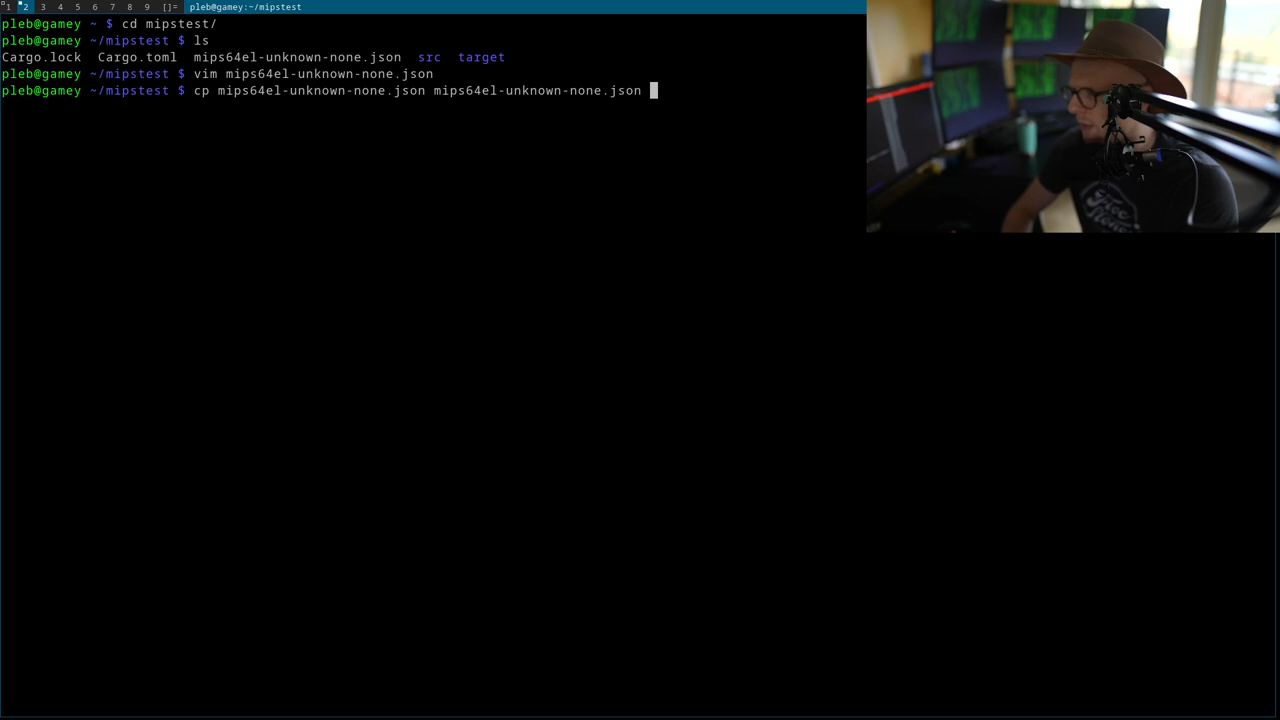 1 2 3 4 5 6 7 8 9 []= pleb@gamey:~/mipstest
pleb@gamey ~ $ cd mipstest/
pleb@gamey ~/mipstest $ ls
Cargo.lock Cargo.toml mips64el-unknown-none.json src target
pleb@gamey ~/mipstest $ vim mips64el-unknown-none.json
pleb@gamey ~/mipstest $ cp mips64el-unknown-none.json mips64el-unknown-none.json